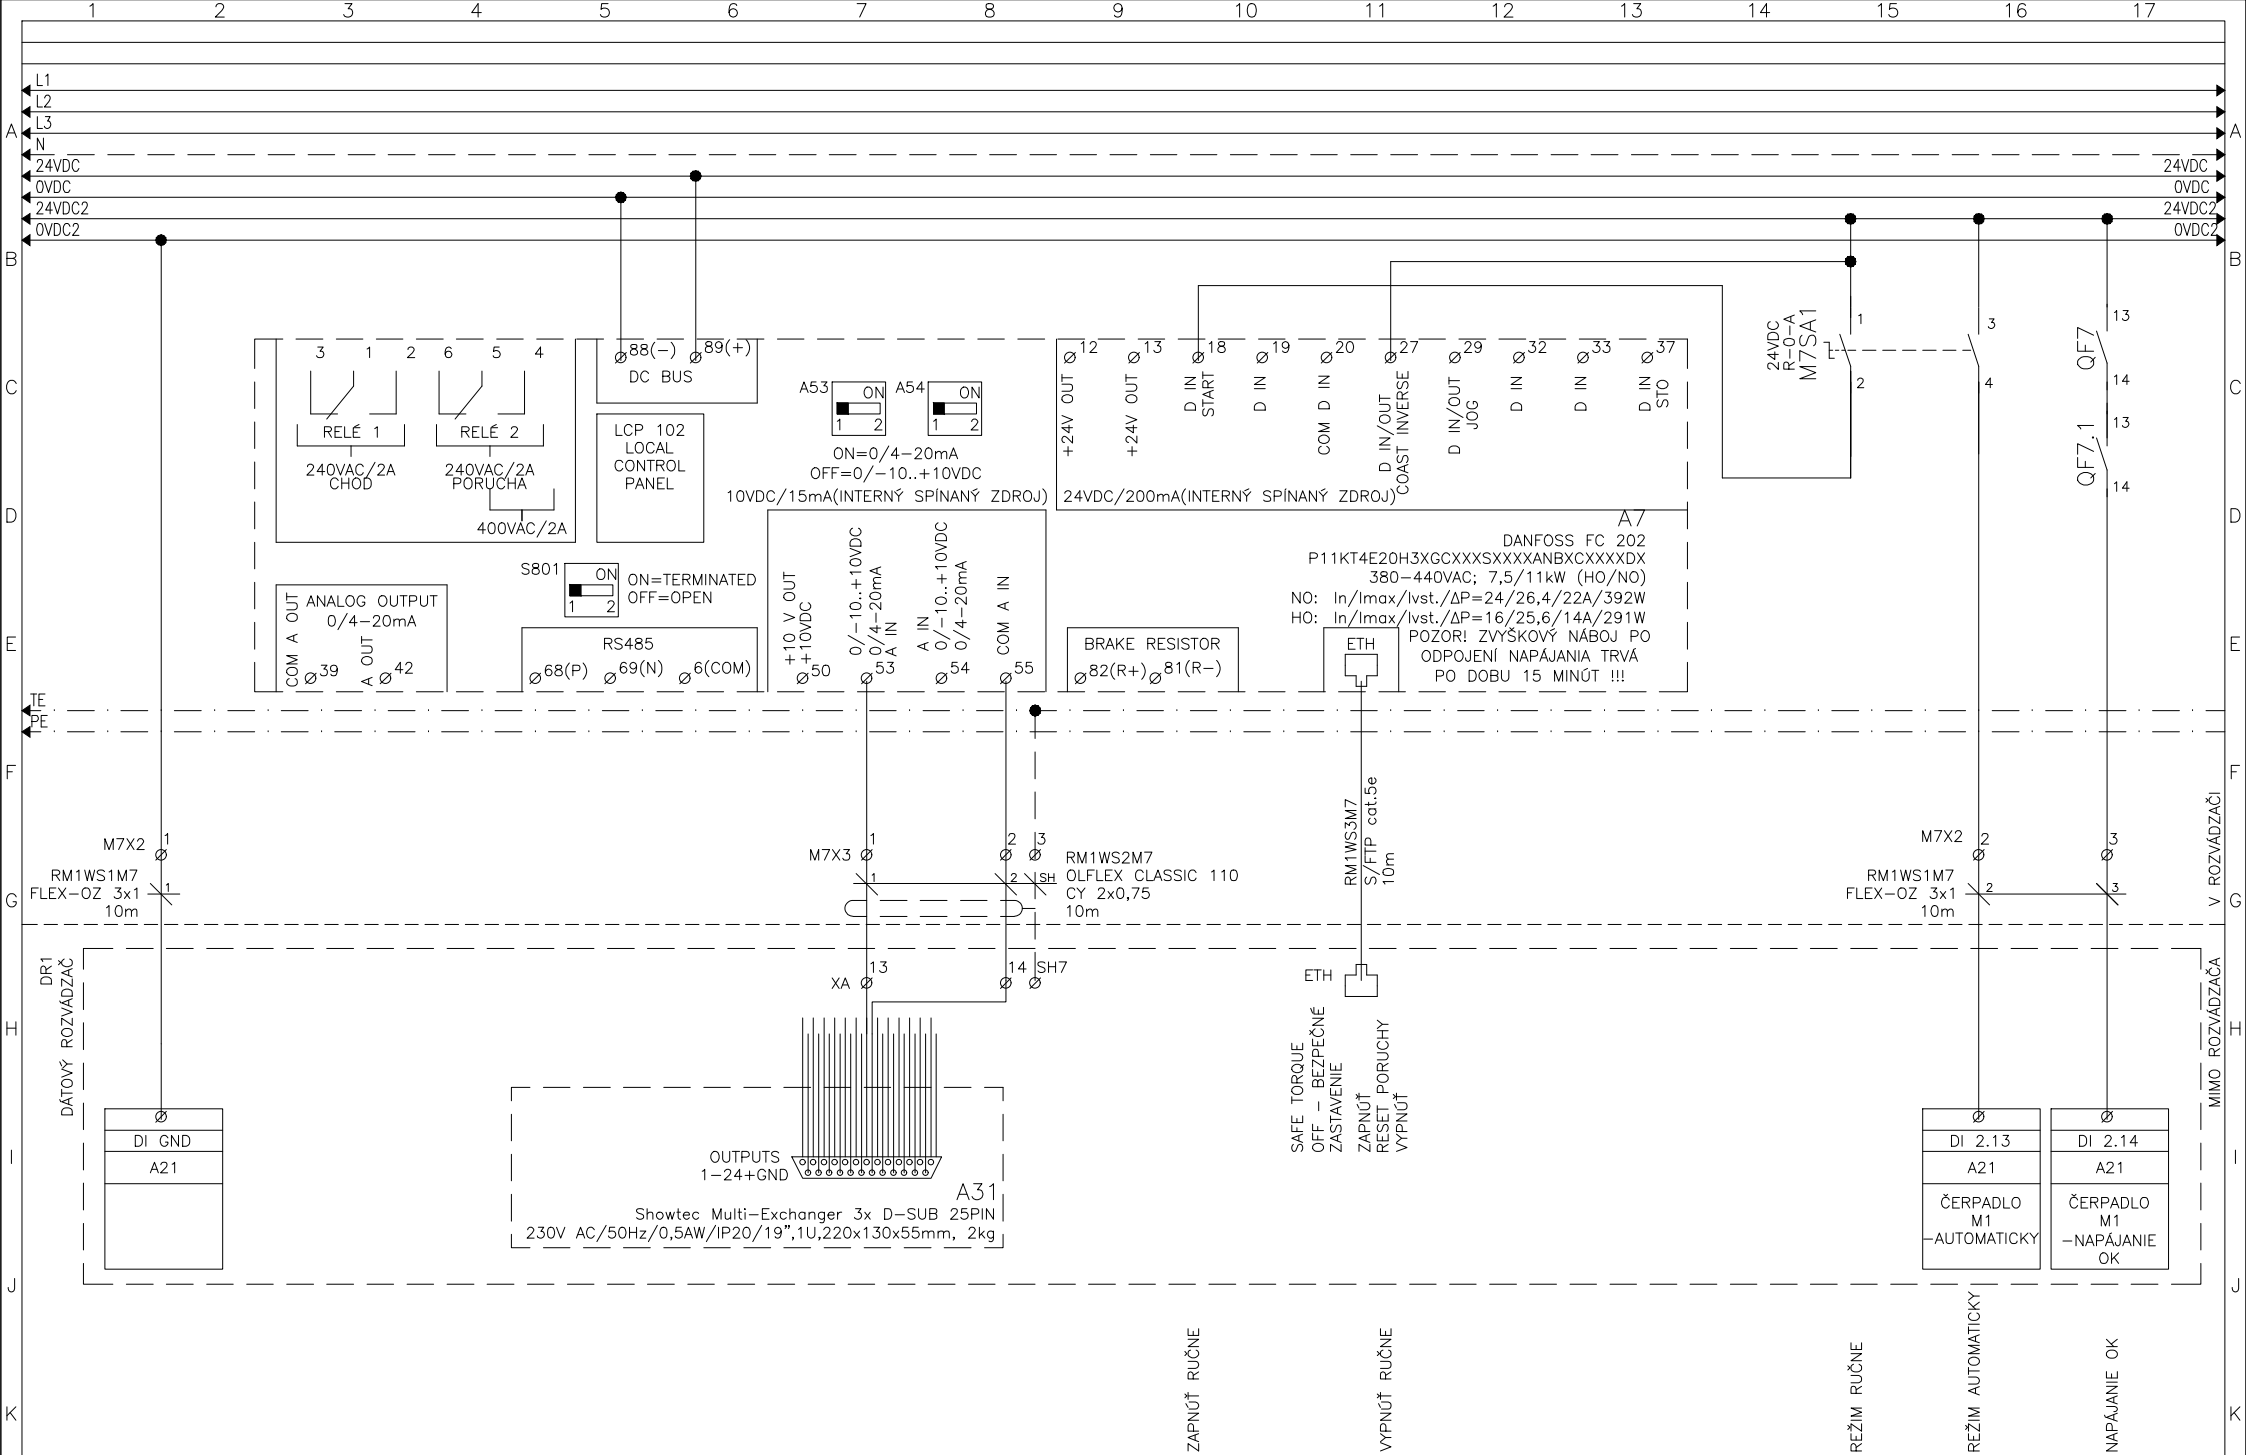 1 2 3 4 5 6 7 8 9 10 11 12 13 14 15 16 17
L1
L2
L3
A A
N
24VDC 24VDC
0VDC 0VDC
24VDC2 24VDC2
0VDC2 0VDC2
B B
C C
3 1 2
RELÉ 1
240VAC/2A
CHOD
6 5 4
RELÉ 2
240VAC/2A
PORUCHA
400VAC/2A
88(-) 89(+)
DC BUS
LCP 102
LOCAL
CONTROL
PANEL
A53
ON
1 2
A54
ON
1 2
ON=0/4-20mA
OFF=0/-10..+10VDC
10VDC/15mA(INTERNÝ SPÍNANÝ ZDROJ)
12
+24V OUT
13
+24V OUT
18
D IN
START
19
D IN
20
COM D IN
27
D IN/OUT
COAST INVERSE
29
D IN/OUT
JOG
32
D IN
33
D IN
37
D IN
STO
24VDC/200mA(INTERNÝ SPÍNANÝ ZDROJ)
24VDC
R-0-A
M7SA1
1
2
3
4
QF7
13
14
QF7.1
13
14
D D
A7
DANFOSS FC 202
P11KT4E20H3XGCXXXSXXXXANBXCXXXXDX
380-440VAC; 7,5/11kW (HO/NO)
NO: In/Imax/Ivst./ΔP=24/26,4/22A/392W
HO: In/Imax/Ivst./ΔP=16/25,6/14A/291W
POZOR! ZVYŠKOVÝ NÁBOJ PO
ODPOJENÍ NAPÁJANIA TRVÁ
PO DOBU 15 MINÚT !!!
S801
ON
1 2
ON=TERMINATED
OFF=OPEN
E E
ANALOG OUTPUT
0/4-20mA
COM A OUT
39
A OUT
42
RS485
68(P) 69(N) 6(COM)
+10 V OUT
+10VDC
50
0/-10..+10VDC
0/4-20mA
A IN
53
A IN
0/-10..+10VDC
0/4-20mA
54
COM A IN
55
BRAKE RESISTOR
82(R+) 81(R-)
ETH
TE
PE
F F
M7X2
1
RM1WS1M7
FLEX-OZ 3x1
10m
1
M7X3
1 2 3
1 2 SH
RM1WS2M7
OLFLEX CLASSIC 110
CY 2x0,75
10m
RM1WS3M7
S/FTP cat.5e
10m
M7X2
2 3
RM1WS1M7
FLEX-OZ 3x1
10m
2 3
V ROZVÁDZAČI
G G
DR1
DÁTOVÝ ROZVÁDZAČ
XA
13 14 SH7
ETH
MIMO ROZVÁDZAČA
H H
SAFE TORQUE
OFF - BEZPEČNÉ
ZASTAVENIE
ZAPNÚŤ
RESET PORUCHY
VYPNÚŤ
I I
DI GND
A21
OUTPUTS
1-24+GND
A31
Showtec Multi-Exchanger 3x D-SUB 25PIN
230V AC/50Hz/0,5AW/IP20/19",1U,220x130x55mm, 2kg
DI 2.13
A21
ČERPADLO
M1
-AUTOMATICKY
DI 2.14
A21
ČERPADLO
M1
-NAPÁJANIE
OK
J J
ZAPNÚŤ RUČNE
VYPNÚŤ RUČNE
REŽIM RUČNE
REŽIM AUTOMATICKY
NAPÁJANIE OK
K K